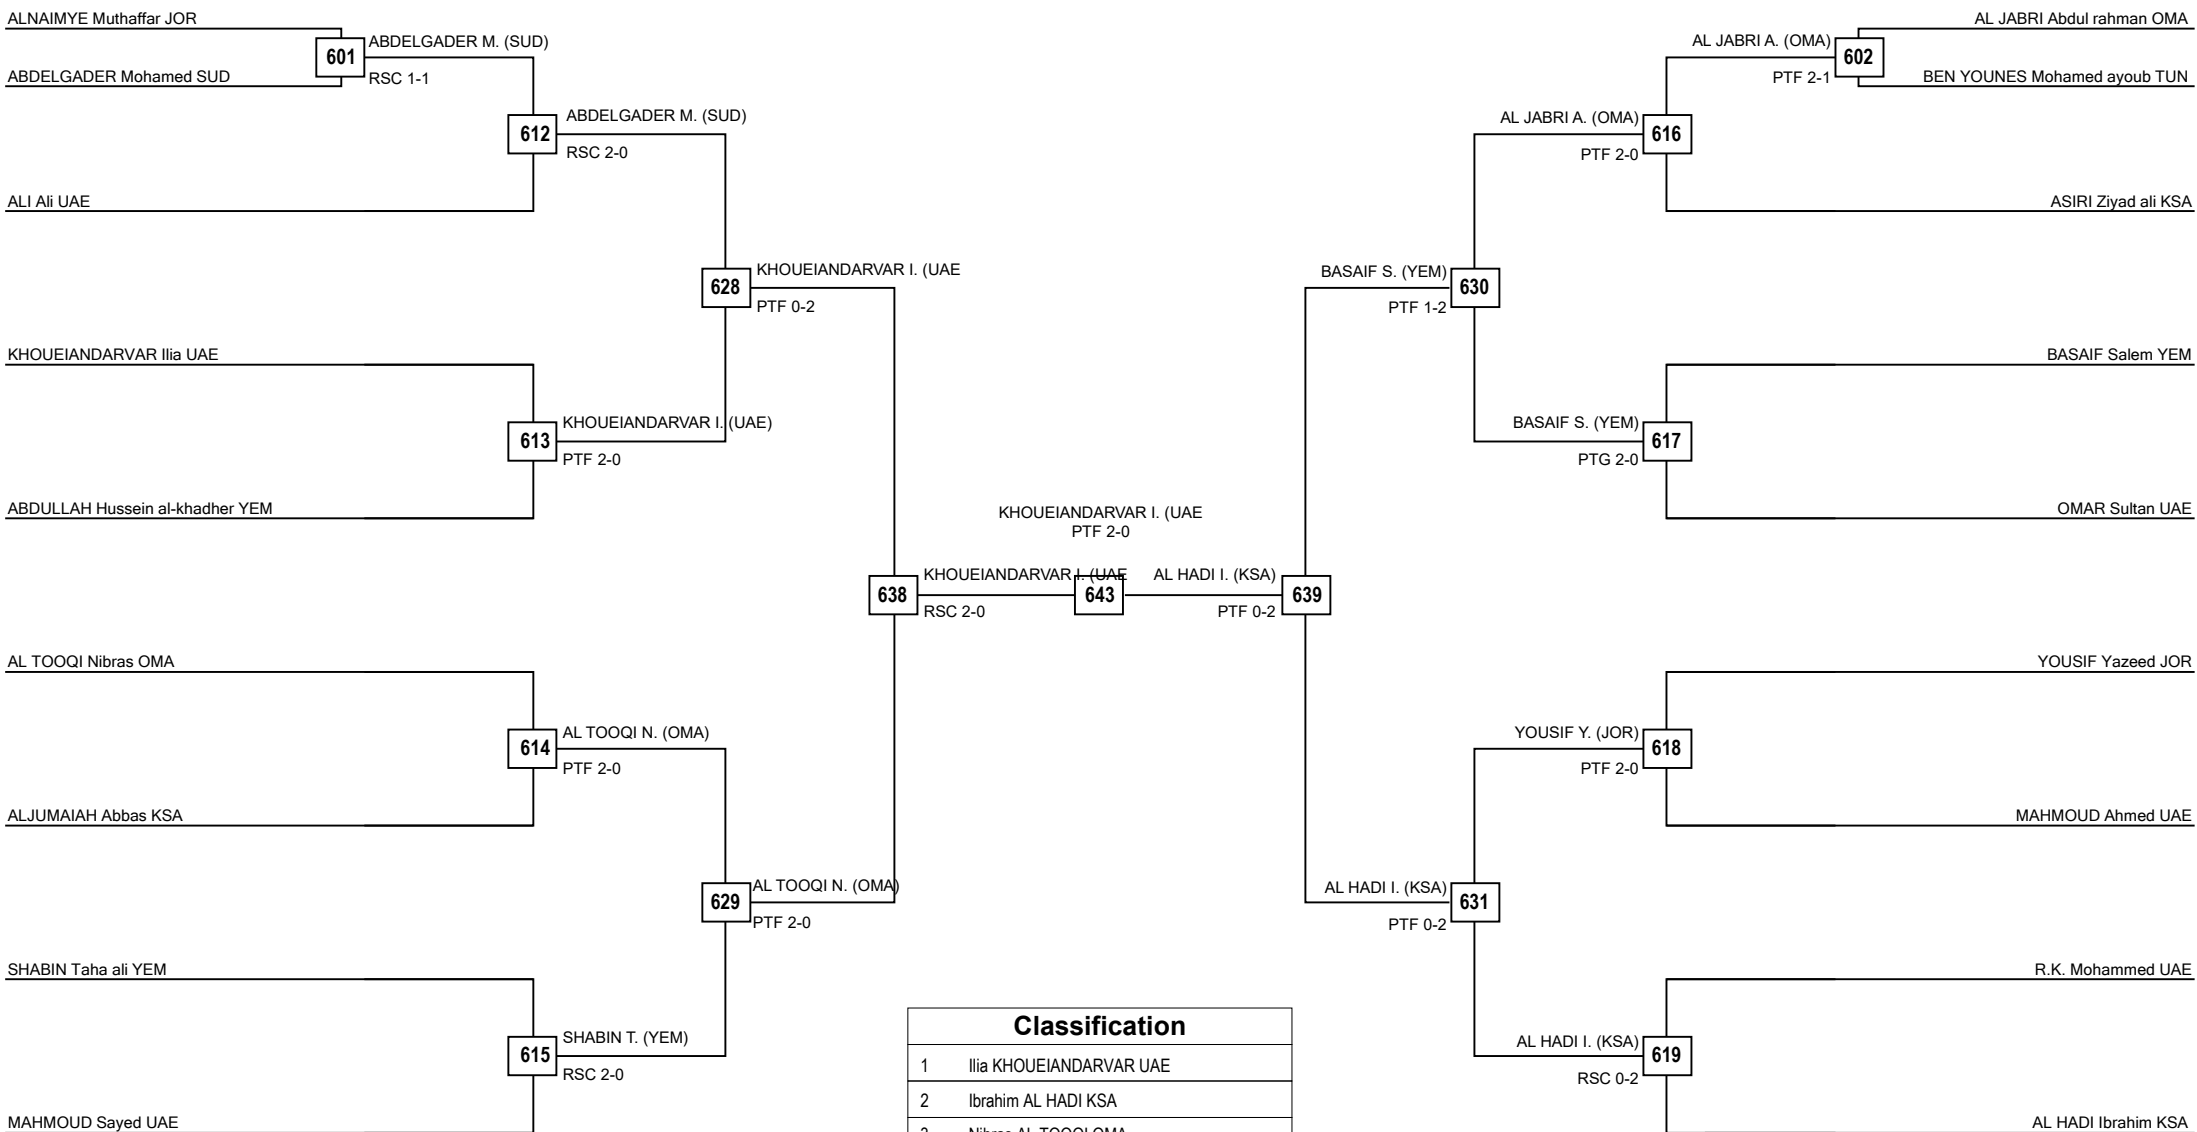 ALNAIMYE Muthaffar JOR
601
ABDELGADER M. (SUD)
RSC 1-1
ABDELGADER Mohamed SUD
612
ABDELGADER M. (SUD)
RSC 2-0
ALI Ali UAE
628
KHOUEIANDARVAR I. (UAE
PTF 0-2
KHOUEIANDARVAR Ilia UAE
613
KHOUEIANDARVAR I. (UAE)
PTF 2-0
ABDULLAH Hussein al-khadher YEM
638
KHOUEIANDARVAR I. (UAE
RSC 2-0
AL TOOQI Nibras OMA
614
AL TOOQI N. (OMA)
PTF 2-0
ALJUMAIAH Abbas KSA
629
AL TOOQI N. (OMA)
PTF 2-0
SHABIN Taha ali YEM
615
SHABIN T. (YEM)
RSC 2-0
MAHMOUD Sayed UAE
KHOUEIANDARVAR I. (UAE
PTF 2-0
643
AL JABRI Abdul rahman OMA
AL JABRI A. (OMA)
602
PTF 2-1
BEN YOUNES Mohamed ayoub TUN
AL JABRI A. (OMA)
616
PTF 2-0
ASIRI Ziyad ali KSA
BASAIF S. (YEM)
630
PTF 1-2
BASAIF Salem YEM
BASAIF S. (YEM)
617
PTG 2-0
OMAR Sultan UAE
AL HADI I. (KSA)
639
PTF 0-2
YOUSIF Yazeed JOR
YOUSIF Y. (JOR)
618
PTF 2-0
MAHMOUD Ahmed UAE
AL HADI I. (KSA)
631
PTF 0-2
R.K. Mohammed UAE
AL HADI I. (KSA)
619
RSC 0-2
AL HADI Ibrahim KSA
Classification
1 Ilia KHOUEIANDARVAR UAE
2 Ibrahim AL HADI KSA
3 Nibras AL TOOQI OMA